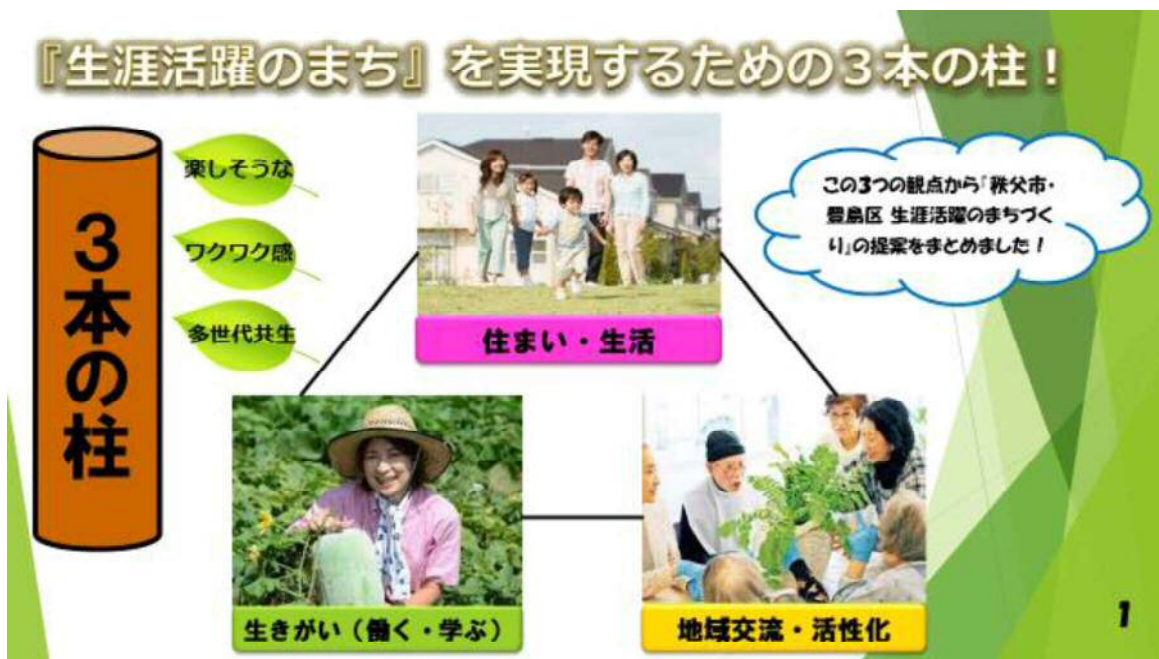 『生涯活躍のまち』を実現するための３本の柱！
３本の柱
楽しそうな
ワクワク感
多世代共生
この3つの観点から「秩父市・
豊島区 生涯活躍のまちづく
り」の提案をまとめました！
住まい・生活
生きがい（働く・学ぶ）
地域交流・活性化
1